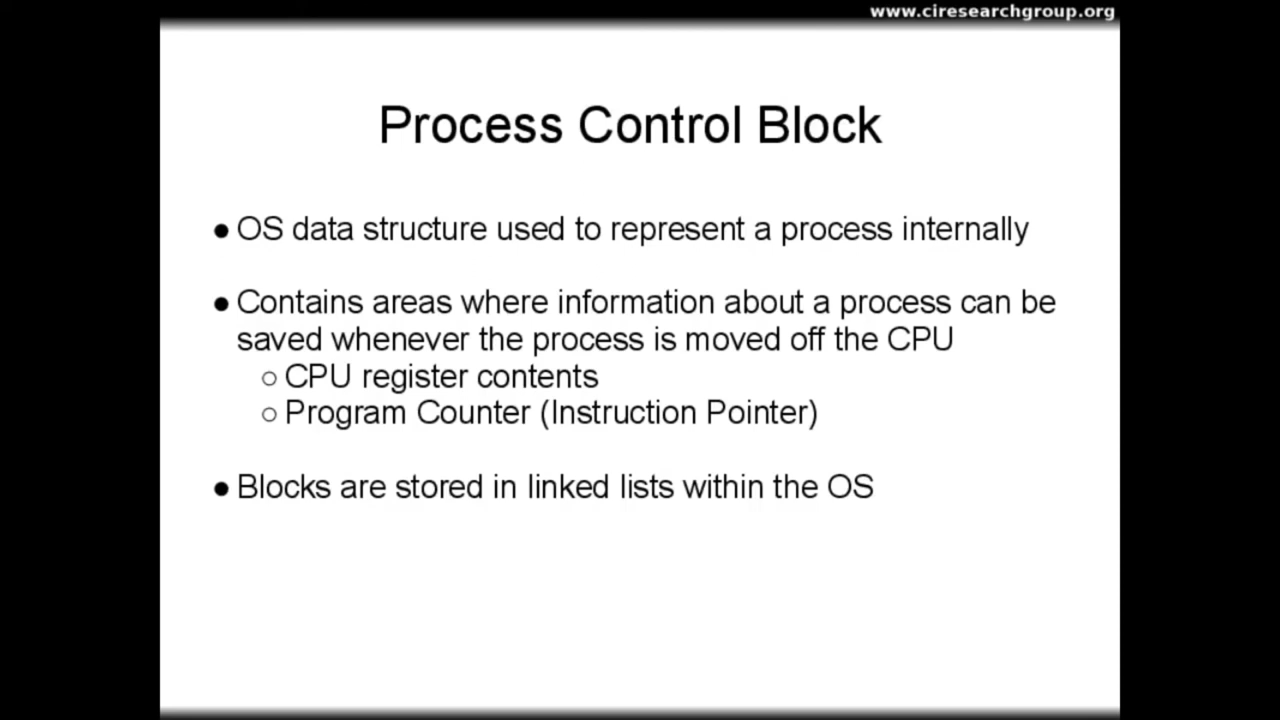 www.ciresearchgroup.org
Process Control Block
● OS data structure used to represent a process internally
● Contains areas where information about a process can be
saved whenever the process is moved off the CPU
○ CPU register contents
○ Program Counter (Instruction Pointer)
● Blocks are stored in linked lists within the OS